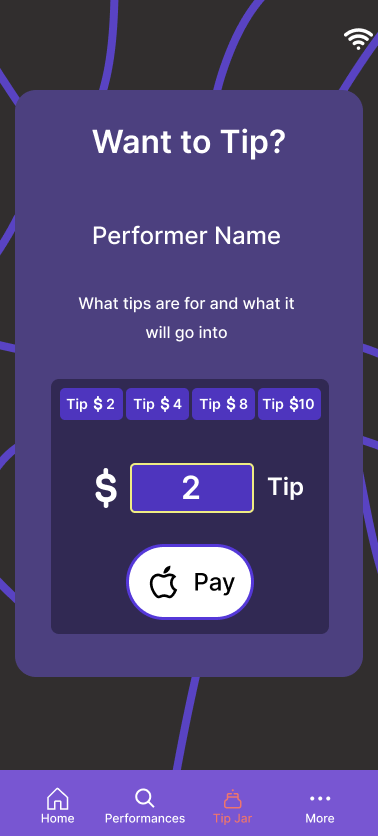 Want to Tip?
Performer Name
What tips are for and what it
will go into
Tip $ 2 Tip $ 4 Tip $ 8 Tip $10
$ 2 Tip
Pay
Home Performances Tip Jar More